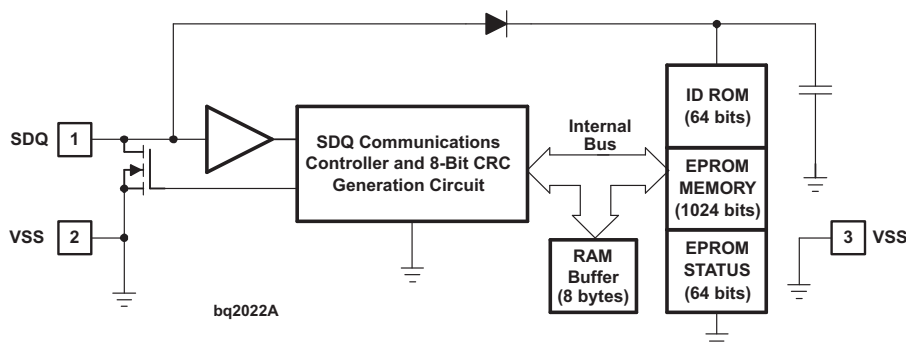 ID ROM
(64 bits)
SDQ
1
SDQ Communications
Controller and 8-Bit CRC
Generation Circuit
Internal
Bus
EPROM
MEMORY
(1024 bits)
VSS
2
3
VSS
RAM
Buffer
(8 bytes)
EPROM
STATUS
(64 bits)
bq2022A